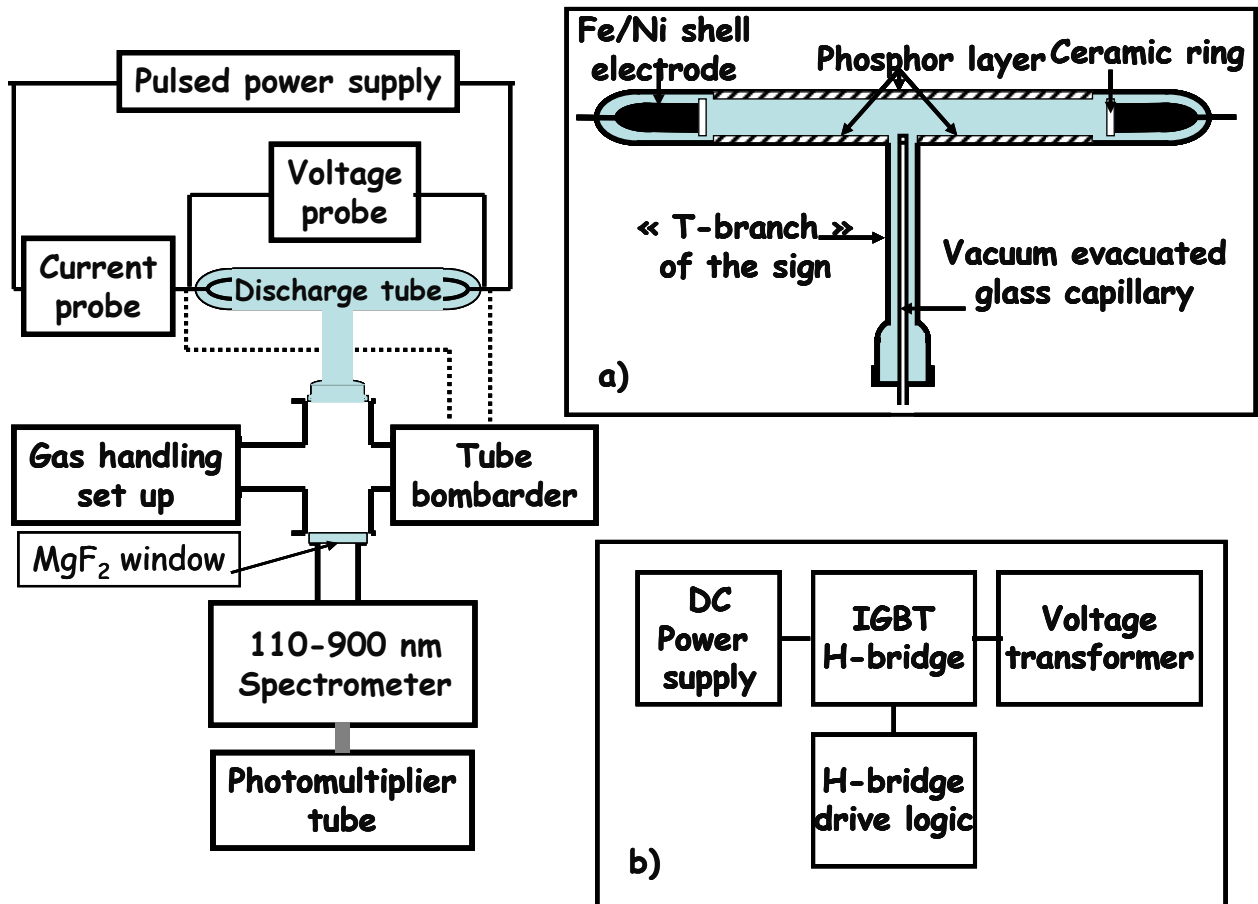 Pulsed power supply
Voltage
probe
Current
probe
Discharge tube
Gas handling
set up
Tube
bombarder
MgF₂ window
110-900 nm
Spectrometer
Photomultiplier
tube
Fe/Ni shell
electrode
Phosphor layer
Ceramic ring
« T-branch »
of the sign
Vacuum evacuated
glass capillary
a)
DC
Power
supply
IGBT
H-bridge
Voltage
transformer
H-bridge
drive logic
b)